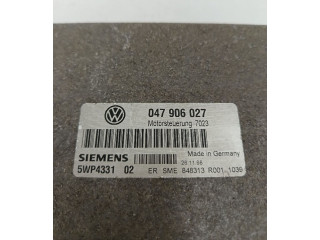 047 906 027
Motorsteuerung-7023
Made in Germany
SIEMENS
5WP4331 02
ER SME 848313 R001 1036